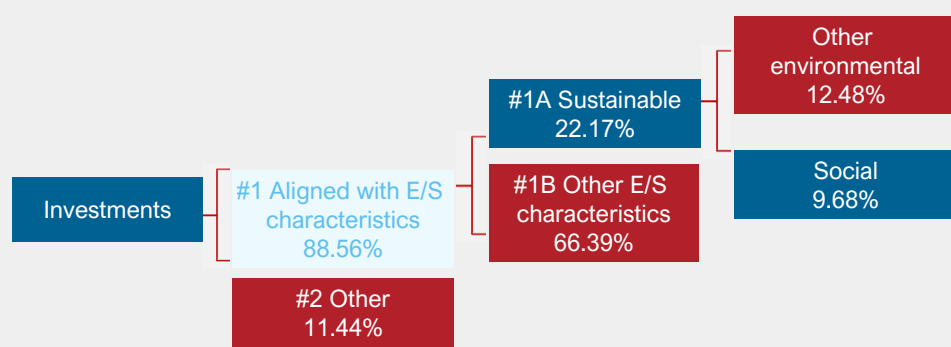 Investments
#1 Aligned with E/S
characteristics
88.56%
#2 Other
11.44%
#1A Sustainable
22.17%
#1B Other E/S
characteristics
66.39%
Other
environmental
12.48%
Social
9.68%